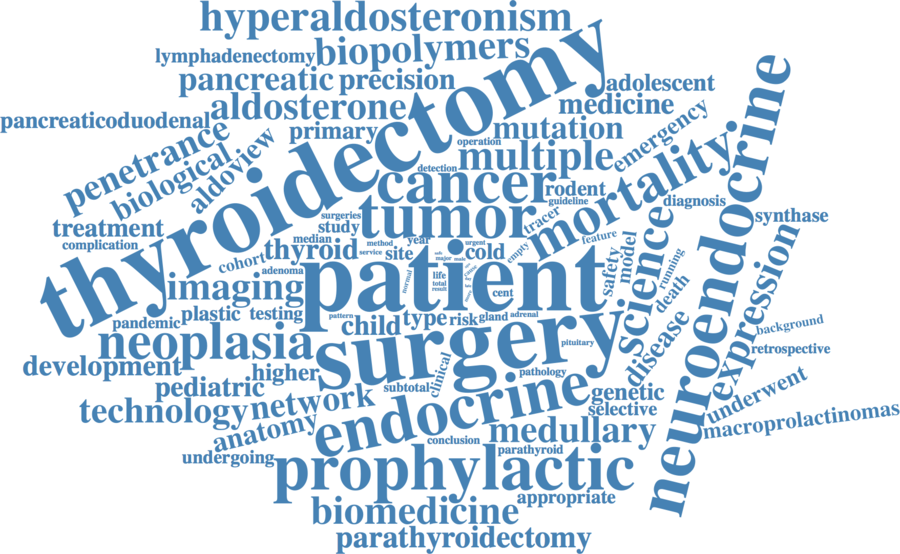 hyperaldosteronism
lymphadenectomy
biopolymers
pancreatic
precision
adolescent
aldosterone
medicine
pancreaticoduodenal
primary
mutation
emergency
penetrance
biological
aldoview
thyroidectomy
operation
multiple
detection
cancer
rodent
guideline
mortality
neuroendocrine
treatment
complication
surgeries
study
tumor
tracer
diagnosis
synthase
median
method
year
urgent
feature
cohort
thyroid
service
site
major
male
cold
empty
safety
model
science
running
adenoma
imaging
normal
patient
life
total
result
cent
death
expression
plastic
testing
pandemic
pattern
child
type
risk
gland
adrenal
background
neoplasia
surgery
pituitary
disease
retrospective
development
higher
clinical
pathology
pediatric
subtotal
endocrine
genetic
selective
underwent
technology
network
anatomy
macroprolactinomas
conclusion
medullary
parathyroid
undergoing
prophylactic
appropriate
biomedicine
parathyroidectomy